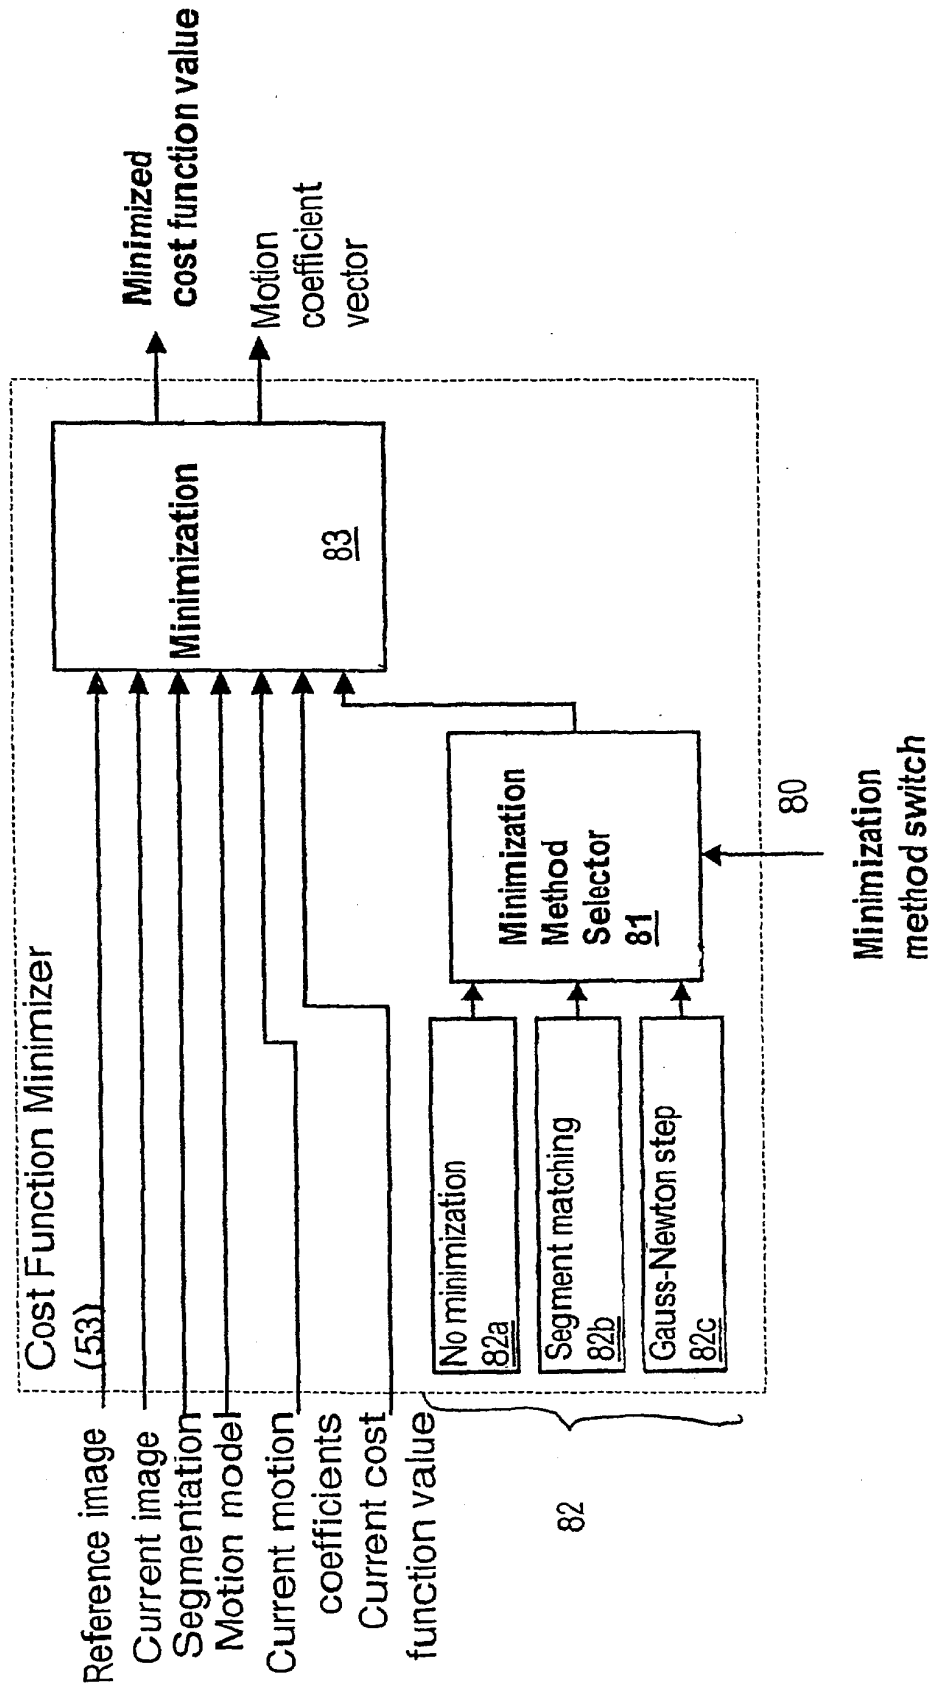 Cost Function Minimizer
(53)
Reference image
Current image
Segmentation
Motion model
Current motion
coefficients
Current cost
function value
Minimization
83
Minimized
cost function value
Motion
coefficient
vector
No minimization
82a
Segment matching
82b
Gauss-Newton step
82c
82
Minimization
Method
Selector
81
80
Minimization
method switch